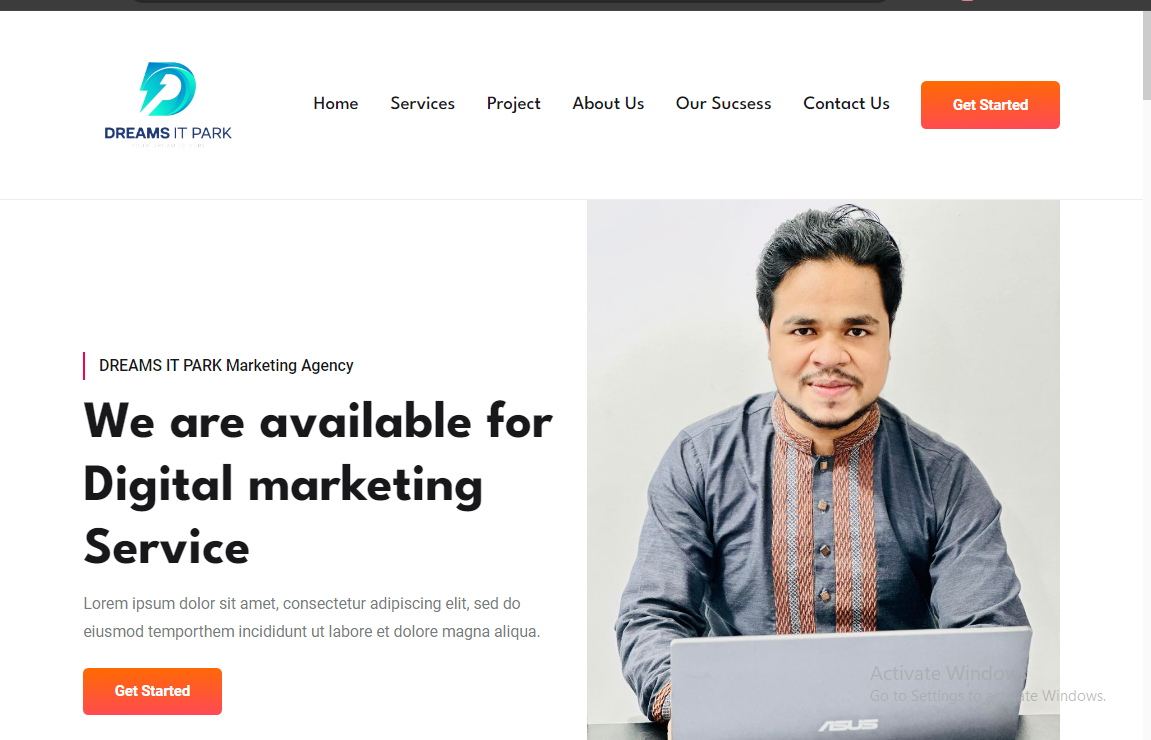 DREAMS IT PARK
Home
Services
Project
About Us
Our Sucsess
Contact Us
Get Started
DREAMS IT PARK Marketing Agency
We are available for
Digital marketing
Service
Lorem ipsum dolor sit amet, consectetur adipiscing elit, sed do
eiusmod temporthem incididunt ut labore et dolore magna aliqua.
Get Started
ASUS
Activate Windows
Go to Settings to activate Windows.